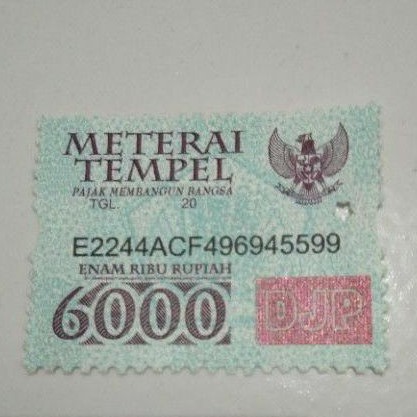 METERAI
TEMPEL
PAJAK MEMBANGUN BANGSA
TGL 20
E2244ACF496945599
ENAM RIBU RUPIAH
6000 DJP